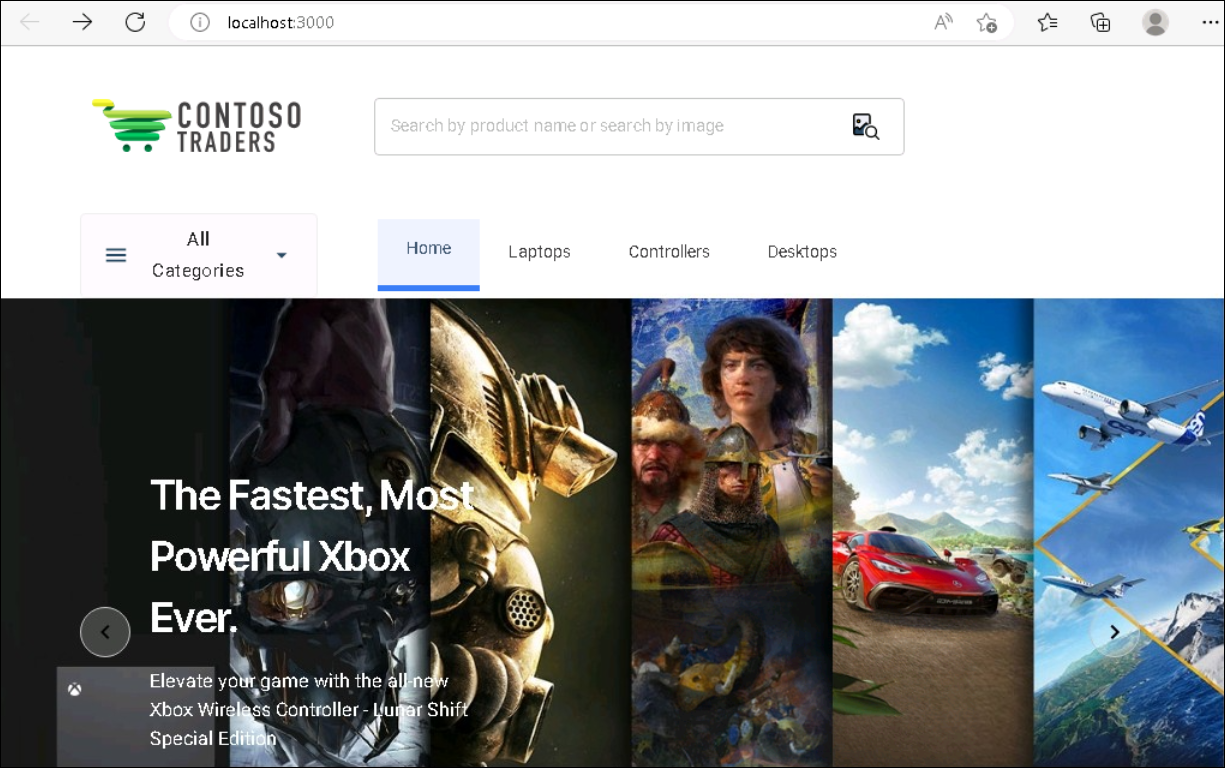 localhost:3000
CONTOSO
TRADERS
Search by product name or search by image
All
Categories
Home
Laptops
Controllers
Desktops
The Fastest, Most
Powerful Xbox
Ever.
Elevate your game with the all-new
Xbox Wireless Controller - Lunar Shift
Special Edition